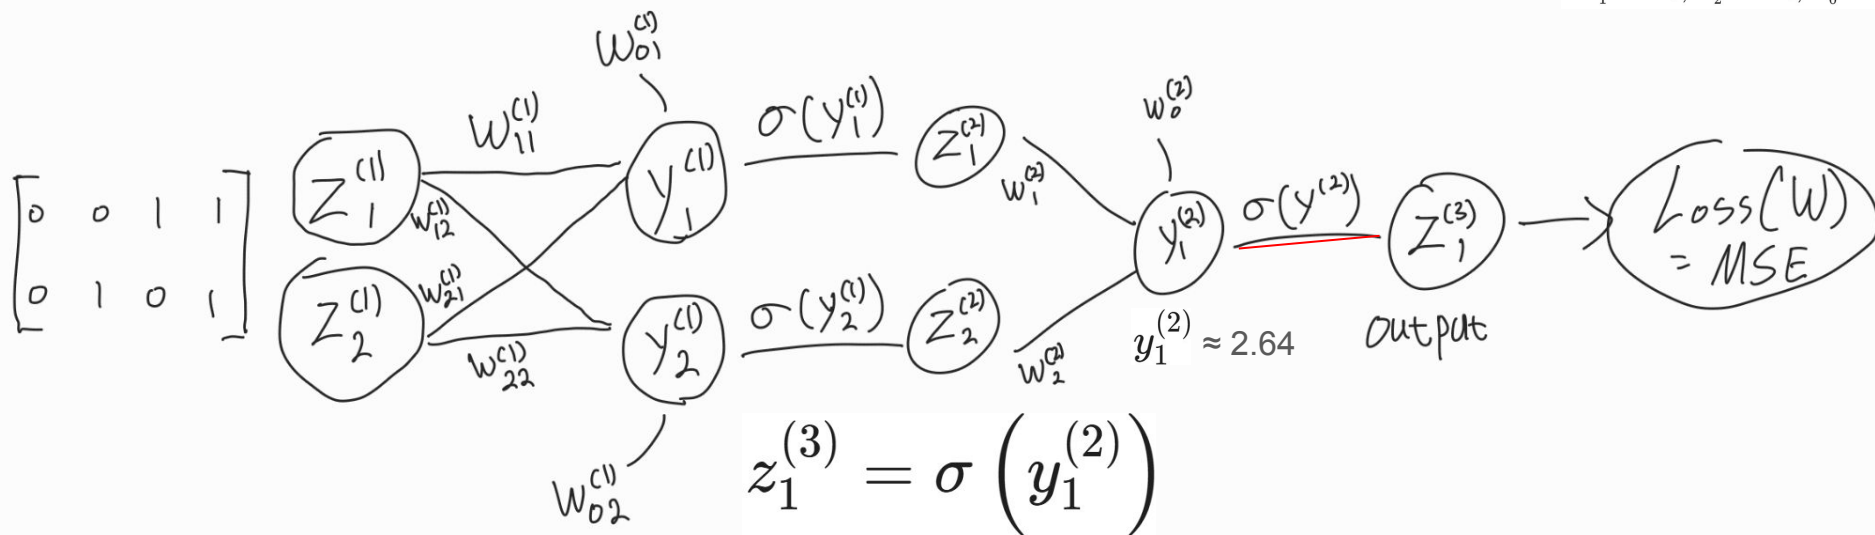 W₀₁⁽¹⁾
W₁₁⁽¹⁾
σ(y₁⁽¹⁾)
W₀⁽²⁾
0 0 1 1
0 1 0 1
Z₁⁽¹⁾
W₁₂⁽¹⁾
y₁⁽¹⁾
Z₁⁽²⁾
W₁⁽²⁾
Z₂⁽¹⁾
W₂₁⁽¹⁾
W₂₂⁽¹⁾
y₂⁽¹⁾
σ(y₂⁽¹⁾)
Z₂⁽²⁾
W₂⁽²⁾
y₁⁽²⁾
σ(y⁽²⁾)
Z₁⁽³⁾
Loss(W)
= MSE
y₁⁽²⁾ ≈ 2.64
output
W₀₂⁽¹⁾
z₁⁽³⁾ = σ(y₁⁽²⁾)